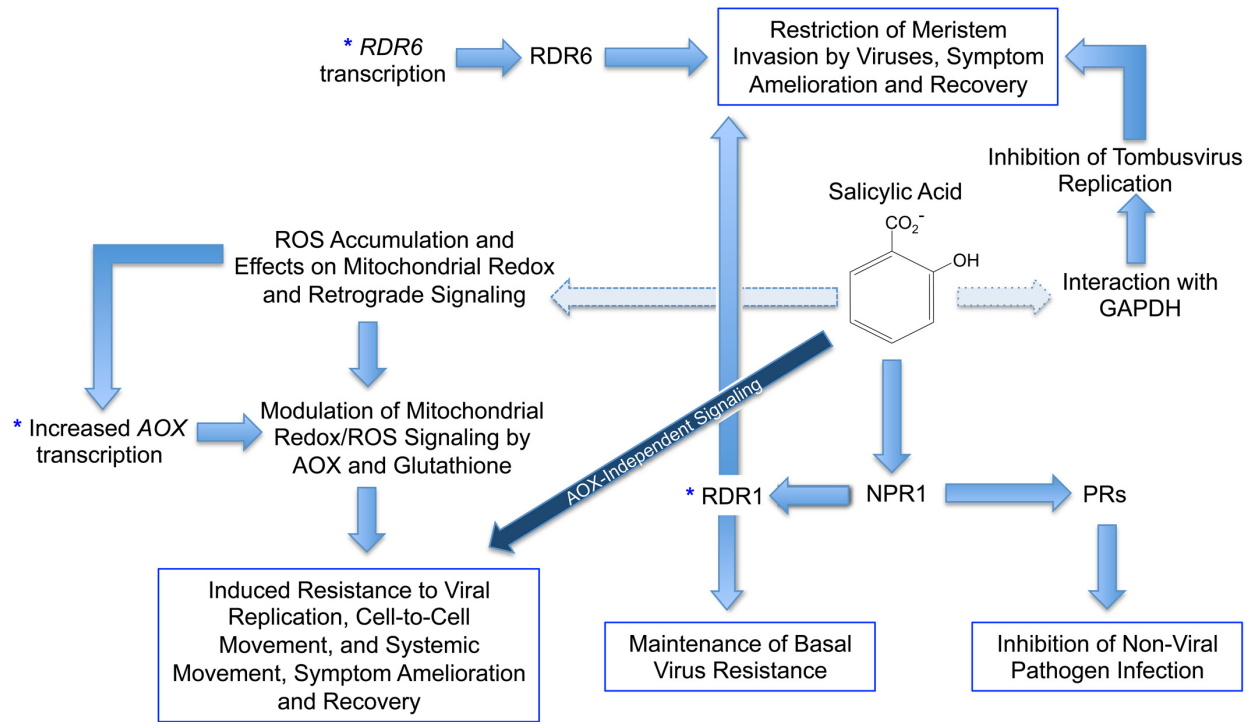 * RDR6
transcription
RDR6
Restriction of Meristem
Invasion by Viruses, Symptom
Amelioration and Recovery
Inhibition of Tombusvirus
Replication
Salicylic Acid
CO₂⁻
OH
Interaction with
GAPDH
ROS Accumulation and
Effects on Mitochondrial Redox
and Retrograde Signaling
* Increased AOX
transcription
Modulation of Mitochondrial
Redox/ROS Signaling by
AOX and Glutathione
AOX-Independent Signaling
* RDR1
NPR1
PRs
Induced Resistance to Viral
Replication, Cell-to-Cell
Movement, and Systemic
Movement, Symptom Amelioration
and Recovery
Maintenance of Basal
Virus Resistance
Inhibition of Non-Viral
Pathogen Infection